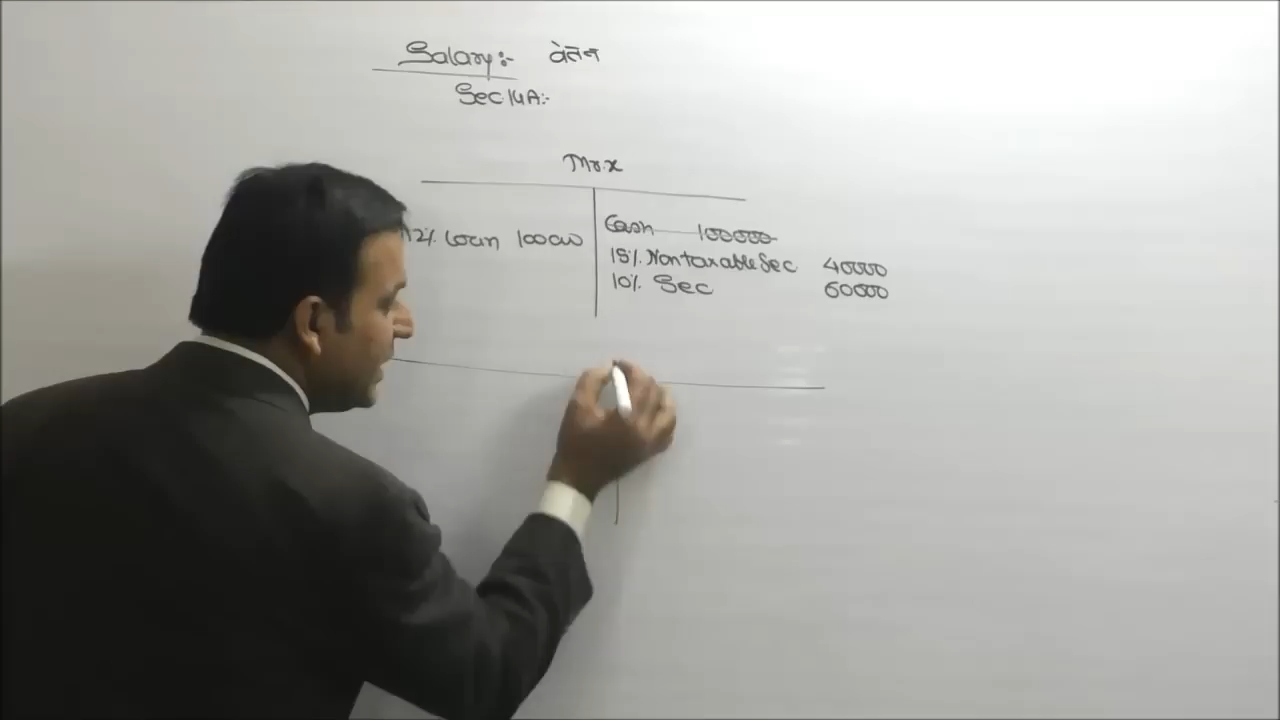 Salary:- वेतन
Sec 14A:-
Mr. X
12% Loan 100000
Cash 100000
15% Non taxable Sec 40000
10% Sec 60000